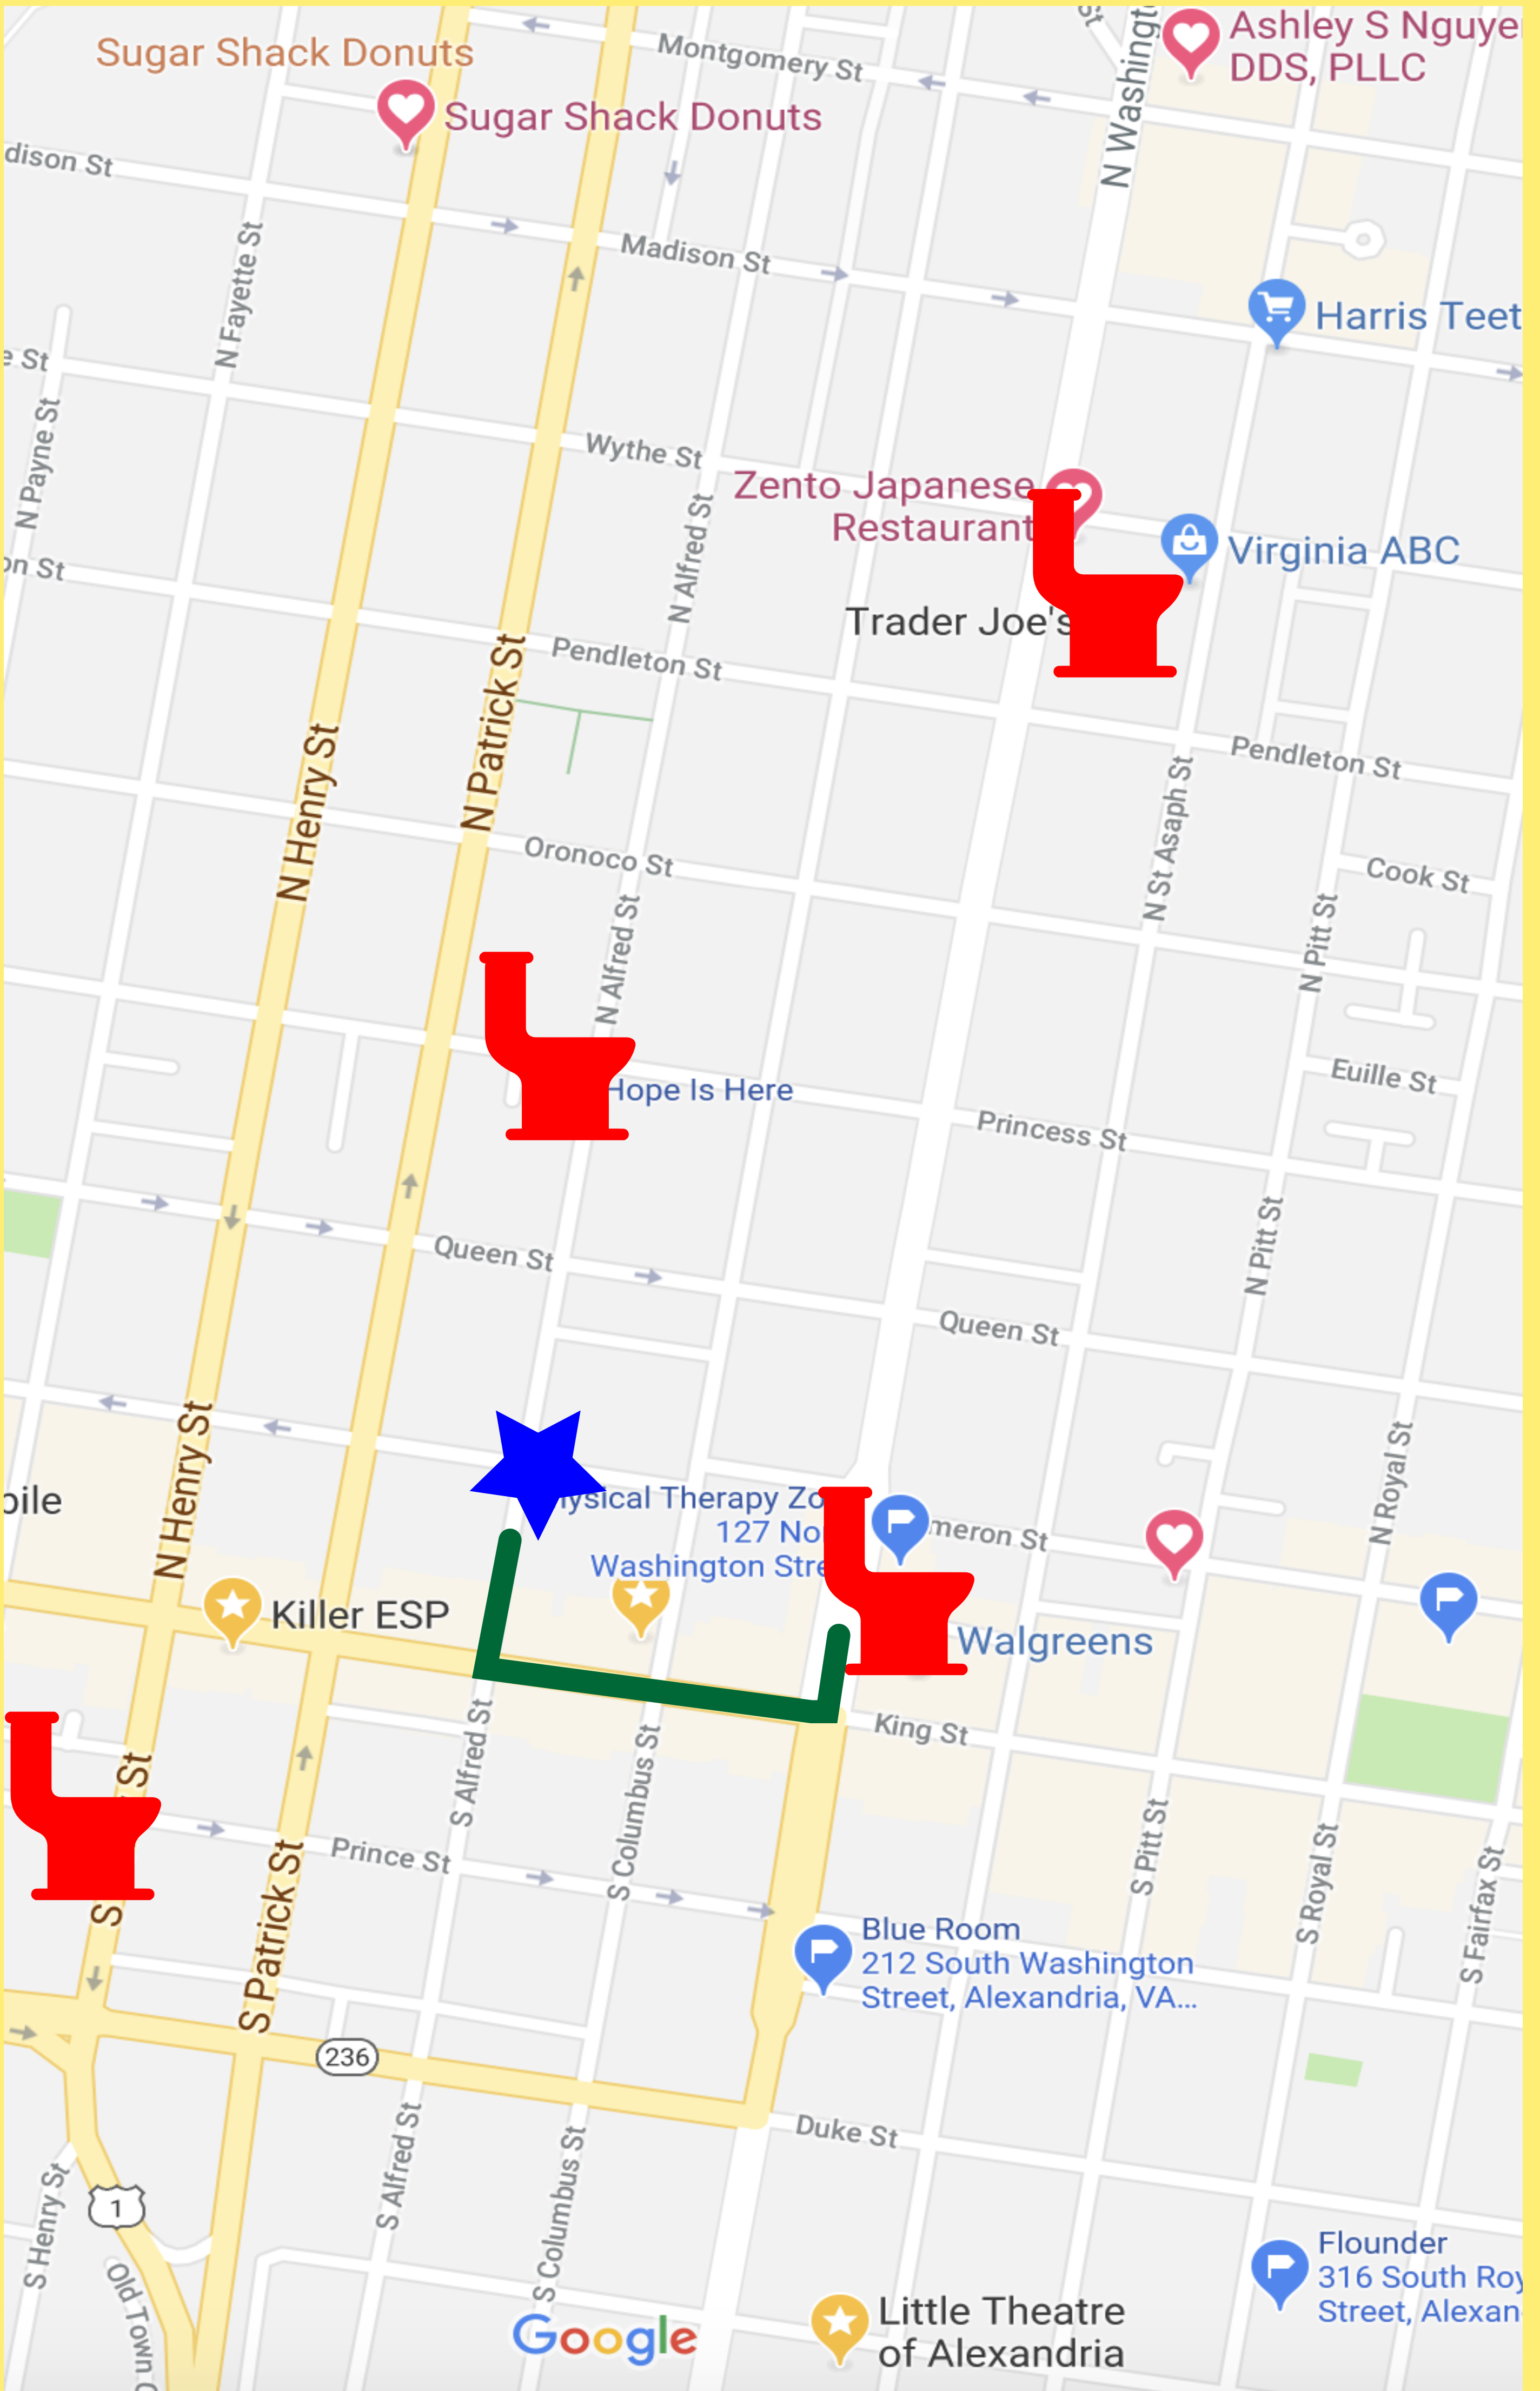 Montgomery St
N Washingt
St
Ashley S Nguye
DDS, PLLC
Sugar Shack Donuts
Sugar Shack Donuts
dison St
N Fayette St
Madison St
Harris Teet
e St
N Payne St
Wythe St
N Alfred St
Zento Japanese
Restaurant
Virginia ABC
on St
Trader Joe's
N Patrick St
Pendleton St
Pendleton St
N Henry St
Oronoco St
N St Asaph St
Cook St
N Alfred St
N Pitt St
Hope Is Here
Euille St
Princess St
N Pitt St
Queen St
Queen St
N Henry St
N Royal St
bile
ysical Therapy Zo
127 No
Washington Stre
meron St
Killer ESP
Walgreens
S Alfred St
S Columbus St
King St
St
S
S Patrick St
Prince St
S Pitt St
S Royal St
S Fairfax St
Blue Room
212 South Washington
Street, Alexandria, VA...
236
Duke St
S Alfred St
S Columbus St
1
S Henry St
Old Town
Flounder
316 South Roy
Street, Alexan
Little Theatre
of Alexandria
Google